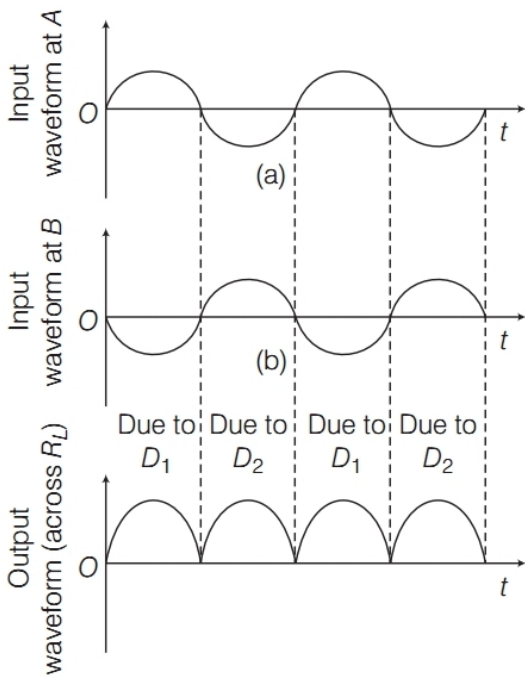 Input
waveform at A
O
t
(a)
Input
waveform at B
O
t
(b)
Due to Due to Due to Due to
D₁ D₂ D₁ D₂
Output
waveform (across R_L)
O
t